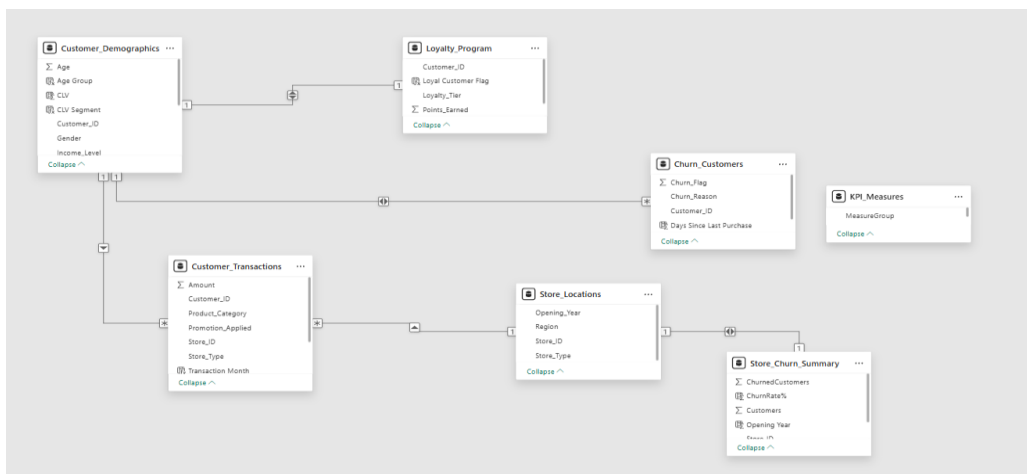 Customer_Demographics ...
Σ Age
Age Group
CLV
CLV Segment
Customer_ID
Gender
Income_Level
Collapse
Loyalty_Program ...
Customer_ID
Loyal Customer Flag
Loyalty_Tier
Σ Points_Earned
Collapse
1
1
1
1
Churn_Customers ...
Σ Churn_Flag
Churn_Reason
Customer_ID
Days Since Last Purchase
Collapse
*
KPI_Measures ...
MeasureGroup
Collapse
Customer_Transactions ...
Σ Amount
Customer_ID
Product_Category
Promotion_Applied
Store_ID
Store_Type
Transaction Month
Collapse
*
*
Store_Locations ...
Opening_Year
Region
Store_ID
Store_Type
Collapse
1
1
1
Store_Churn_Summary ...
Σ ChurnedCustomers
ChurnRate%
Σ Customers
Opening Year
Store_ID
Collapse